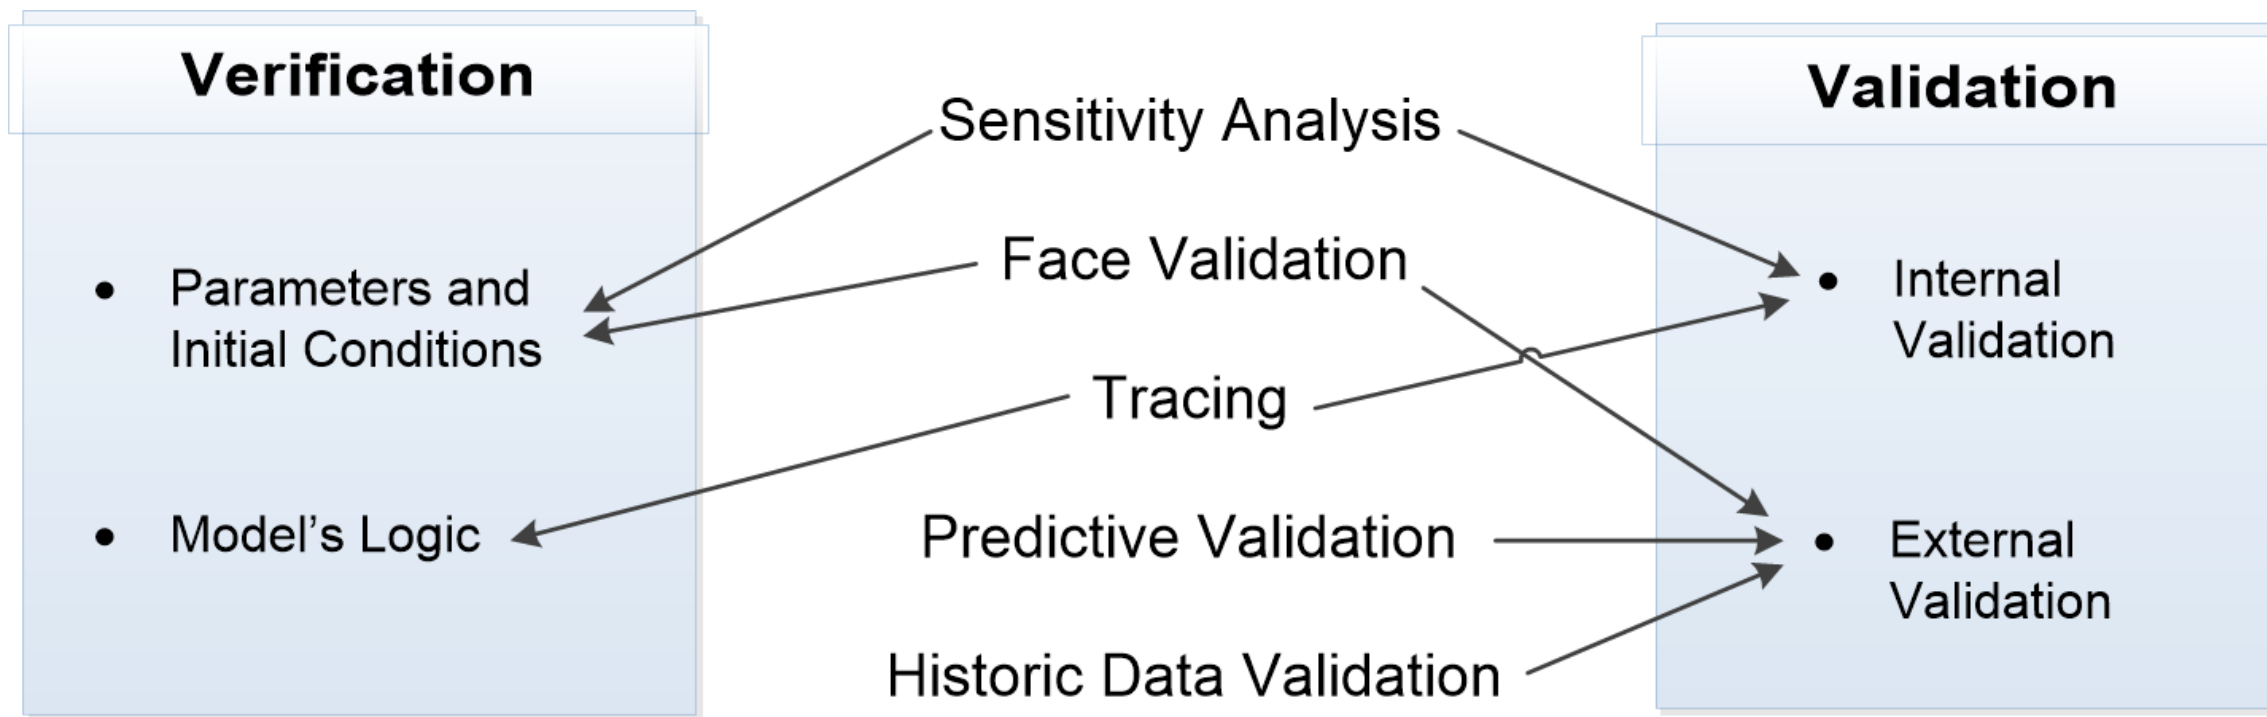 Verification
• Parameters and
Initial Conditions
• Model’s Logic
Sensitivity Analysis
Face Validation
Tracing
Predictive Validation
Historic Data Validation
Validation
• Internal
Validation
• External
Validation